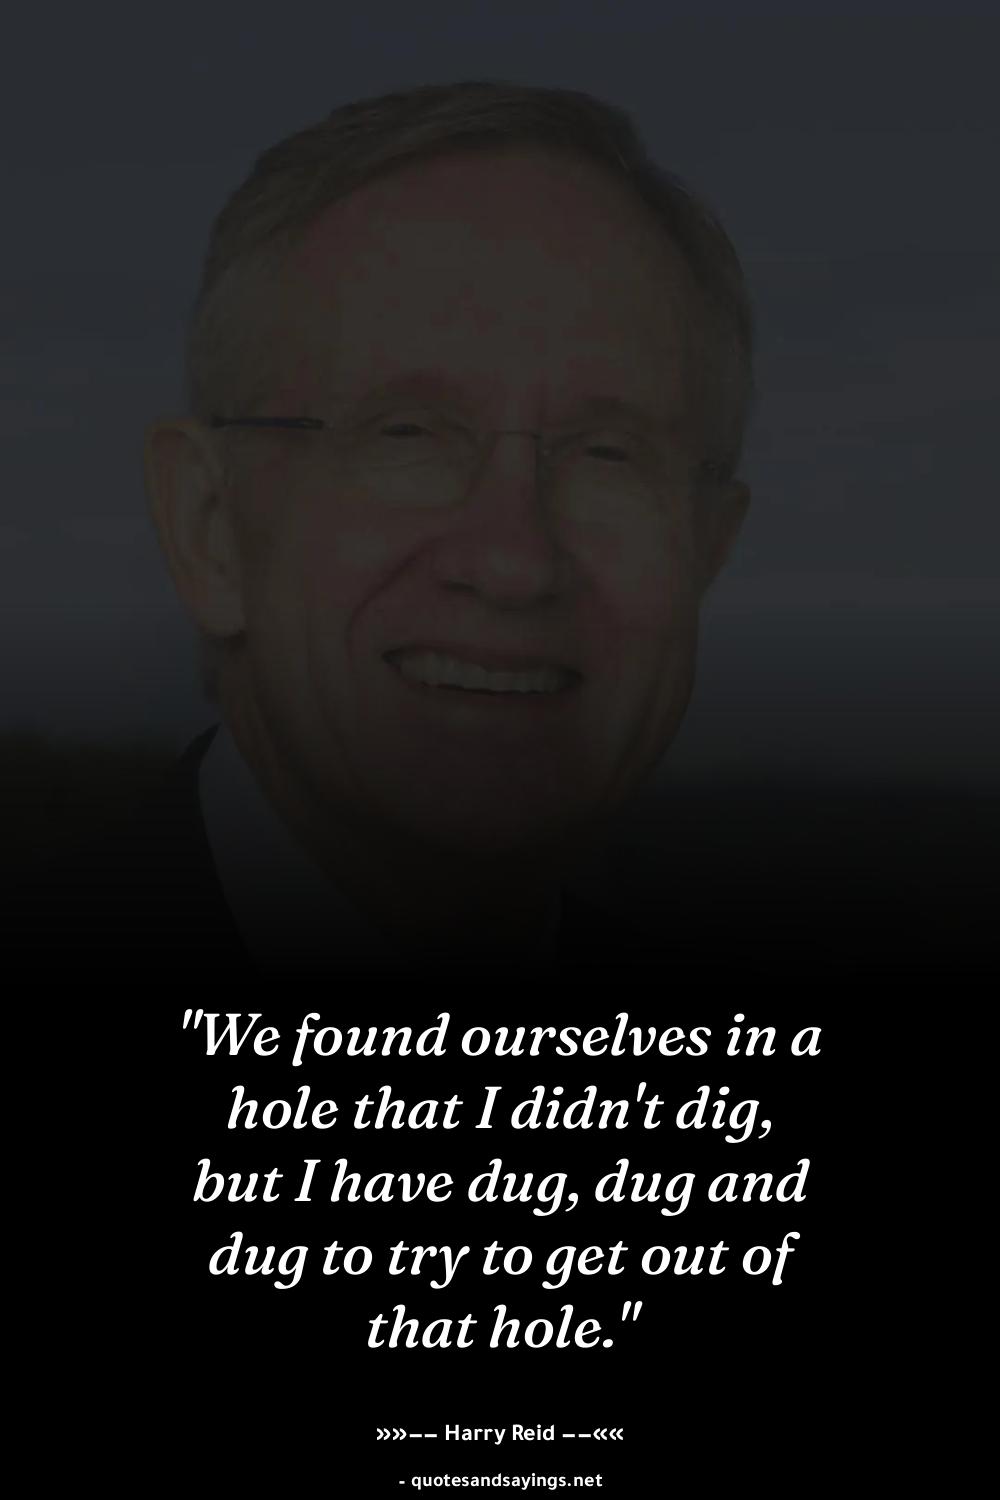 "We found ourselves in a
hole that I didn't dig,
but I have dug, dug and
dug to try to get out of
that hole."
»»–– Harry Reid ––««
- quotesandsayings.net